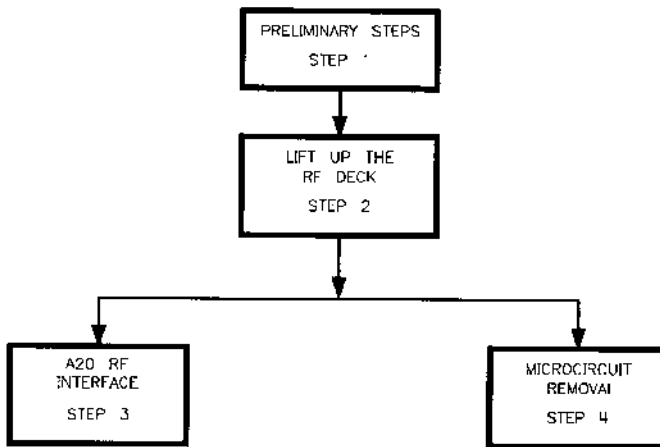 PRELIMINARY STEPS
STEP 1
LIFT UP THE
RF DECK
STEP 2
A20 RF
INTERFACE
STEP 3
MICROCIRCUIT
REMOVAL
STEP 4